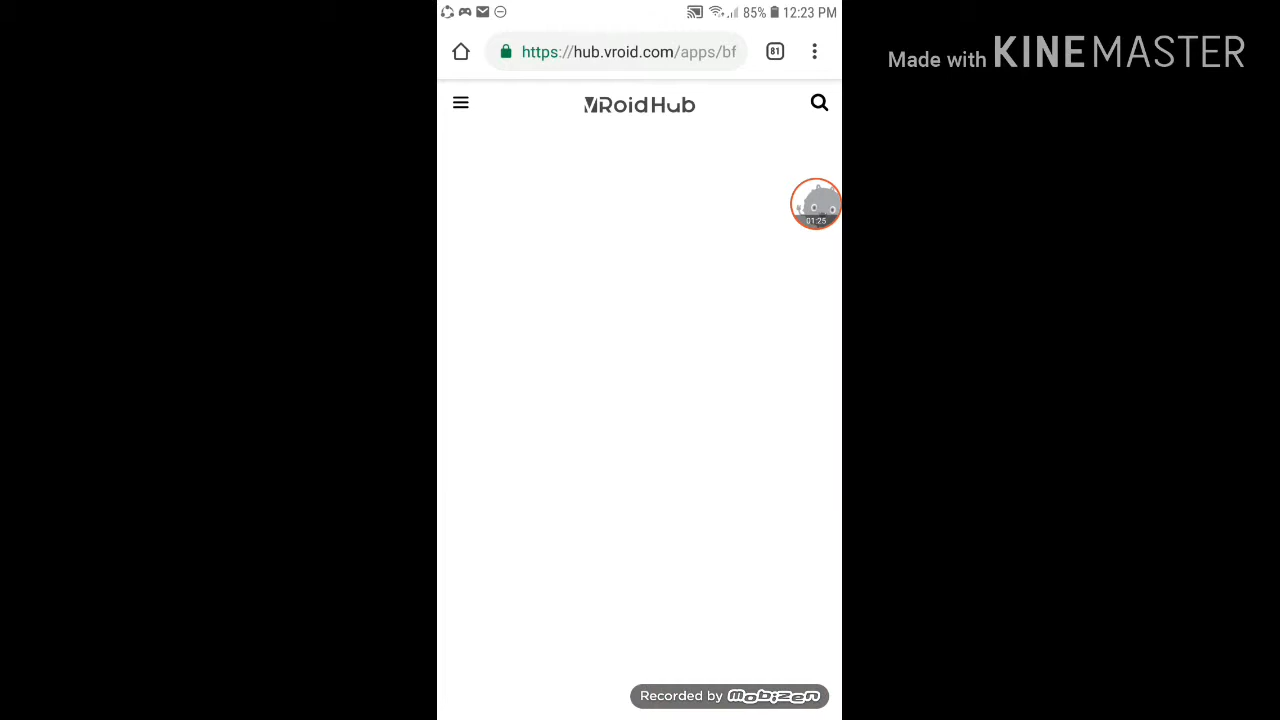 85% 12:23 PM
Made with KINEMASTER
https://hub.vroid.com/apps/bf
81
VRoid Hub
01:25
Recorded by mobizen